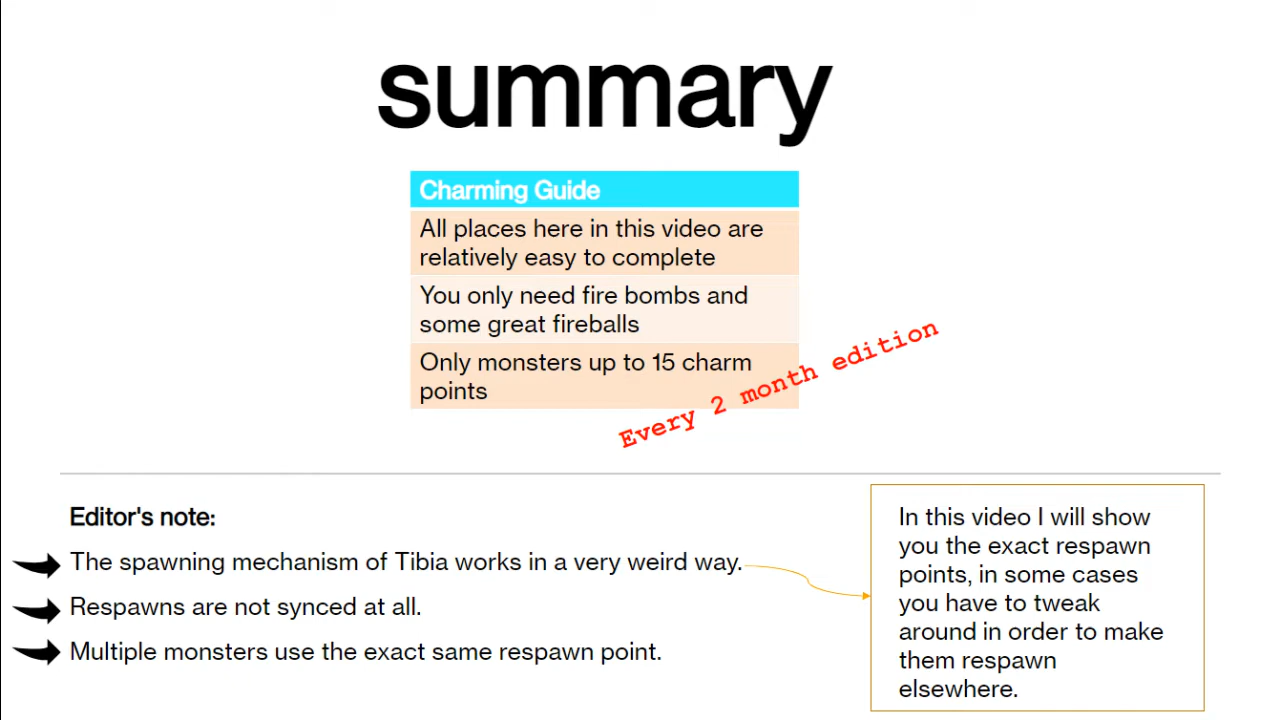 summary
Charming Guide
All places here in this video are
relatively easy to complete
You only need fire bombs and
some great fireballs
Only monsters up to 15 charm
points
Every 2 month edition
Editor's note:
The spawning mechanism of Tibia works in a very weird way.
Respawns are not synced at all.
Multiple monsters use the exact same respawn point.
In this video I will show
you the exact respawn
points, in some cases
you have to tweak
around in order to make
them respawn
elsewhere.